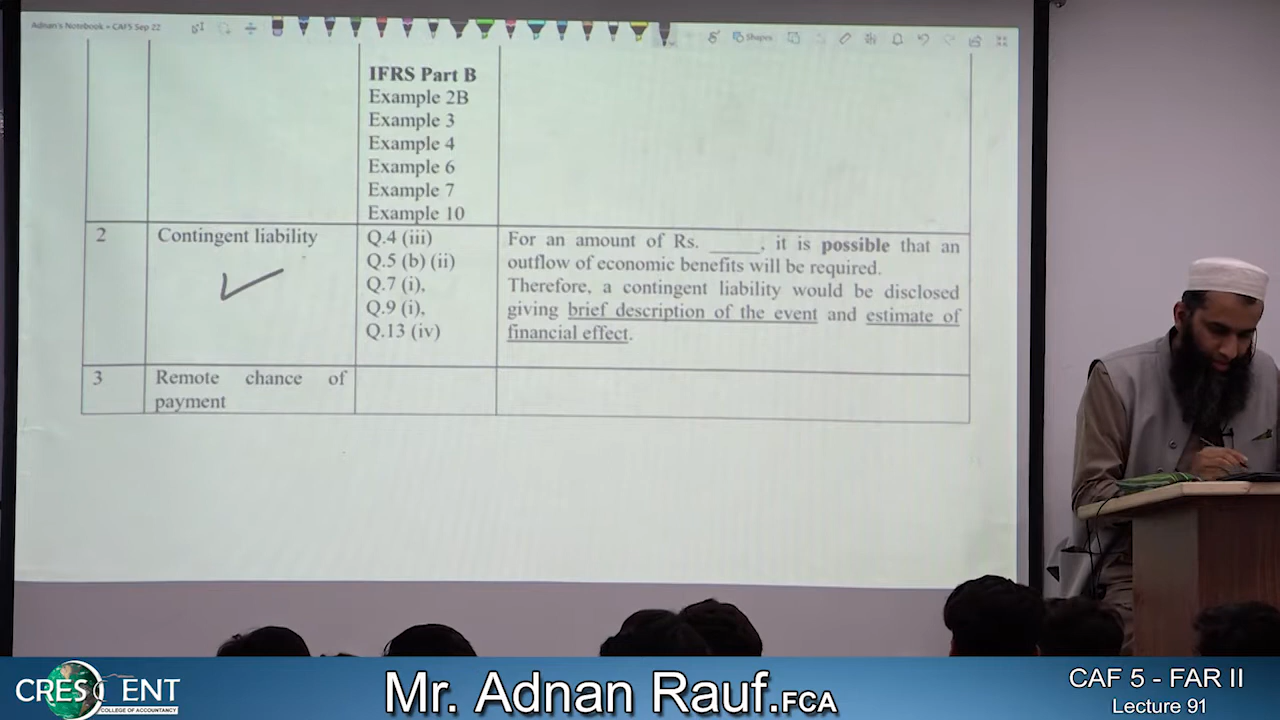 Adnan's Notebook • CAF5 Sep 22
Shapes
IFRS Part B
Example 2B
Example 3
Example 4
Example 6
Example 7
Example 10
2
Contingent liability
Q.4 (iii)
Q.5 (b) (ii)
Q.7 (i),
Q.9 (i),
Q.13 (iv)
For an amount of Rs. _____, it is possible that an
outflow of economic benefits will be required.
Therefore, a contingent liability would be disclosed
giving brief description of the event and estimate of
financial effect.
3
Remote chance of
payment
CRESCENT
COLLEGE OF ACCOUNTANCY
Mr. Adnan Rauf.FCA
CAF 5 - FAR II
Lecture 91